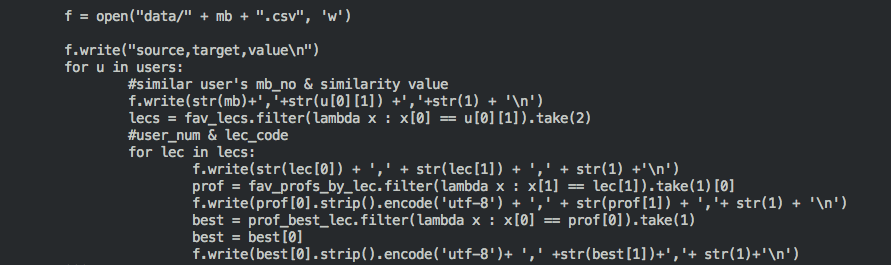 f = open("data/" + mb + ".csv", 'w')
f.write("source,target,value\n")
for u in users:
#similar user's mb_no & similarity value
f.write(str(mb)+','+str(u[0][1]) +','+str(1) + '\n')
lecs = fav_lecs.filter(lambda x : x[0] == u[0][1]).take(2)
#user_num & lec_code
for lec in lecs:
f.write(str(lec[0]) + ',' + str(lec[1]) + ',' + str(1) +'\n')
prof = fav_profs_by_lec.filter(lambda x : x[1] == lec[1]).take(1)[0]
f.write(prof[0].strip().encode('utf-8') + ',' + str(prof[1]) + ','+ str(1) + '\n')
best = prof_best_lec.filter(lambda x : x[0] == prof[0]).take(1)
best = best[0]
f.write(best[0].strip().encode('utf-8')+ ',' +str(best[1])+','+ str(1)+'\n')